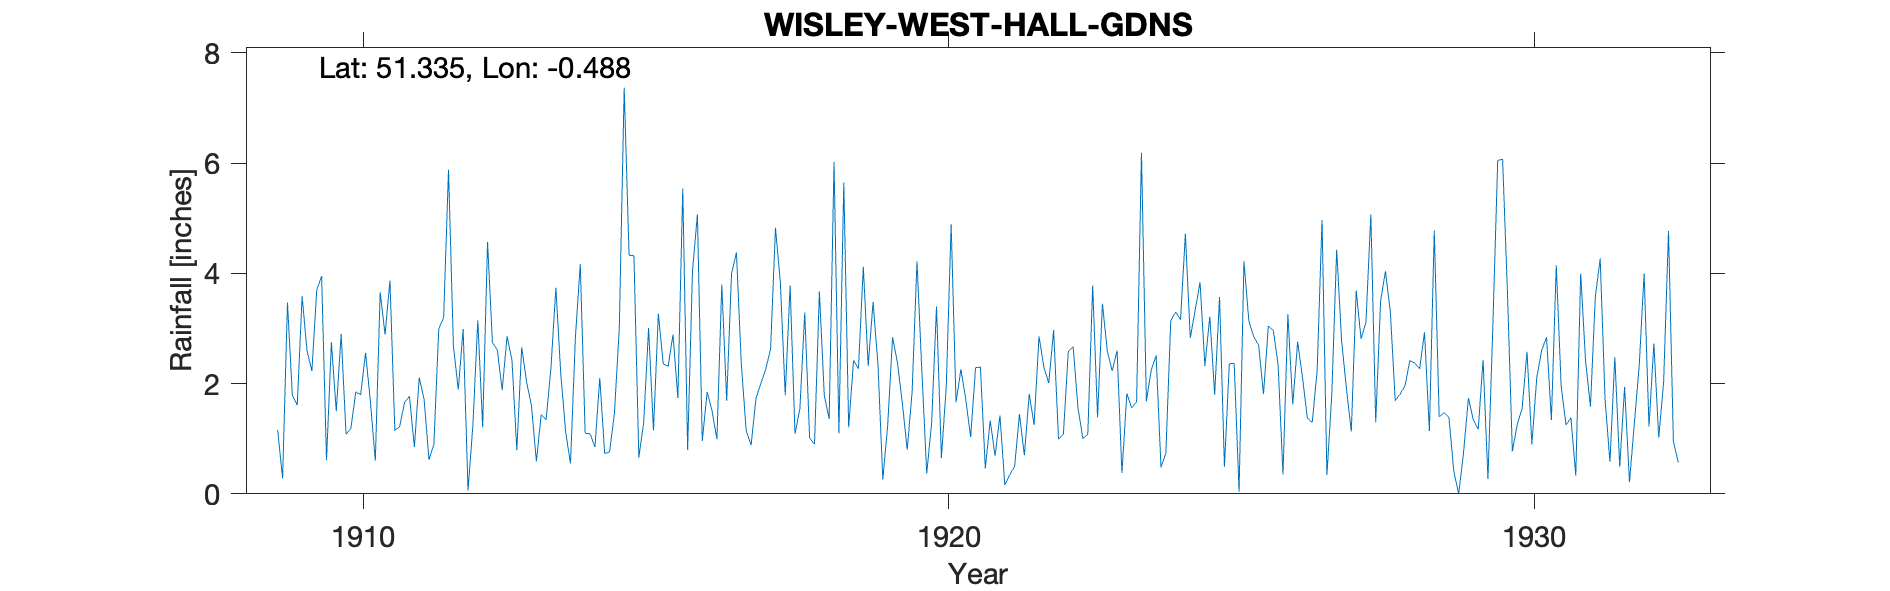 WISLEY-WEST-HALL-GDNS
Lat: 51.335, Lon: -0.488
8
6
4
2
0
Rainfall [inches]
1910 1920 1930
Year